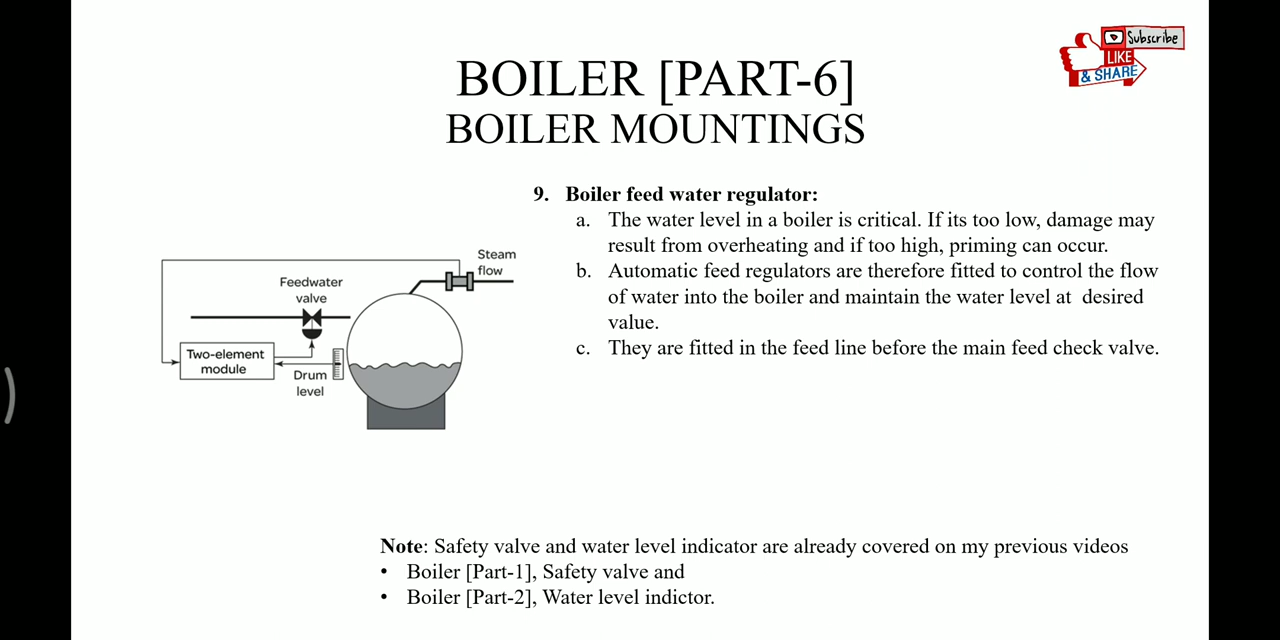 Subscribe
LIKE
& SHARE
BOILER [PART-6]
BOILER MOUNTINGS
9. Boiler feed water regulator:
a. The water level in a boiler is critical. If its too low, damage may
result from overheating and if too high, priming can occur.
b. Automatic feed regulators are therefore fitted to control the flow
of water into the boiler and maintain the water level at desired
value.
c. They are fitted in the feed line before the main feed check valve.
Steam
flow
Feedwater
valve
Two-element
module
Drum
level
Note: Safety valve and water level indicator are already covered on my previous videos
• Boiler [Part-1], Safety valve and
• Boiler [Part-2], Water level indictor.